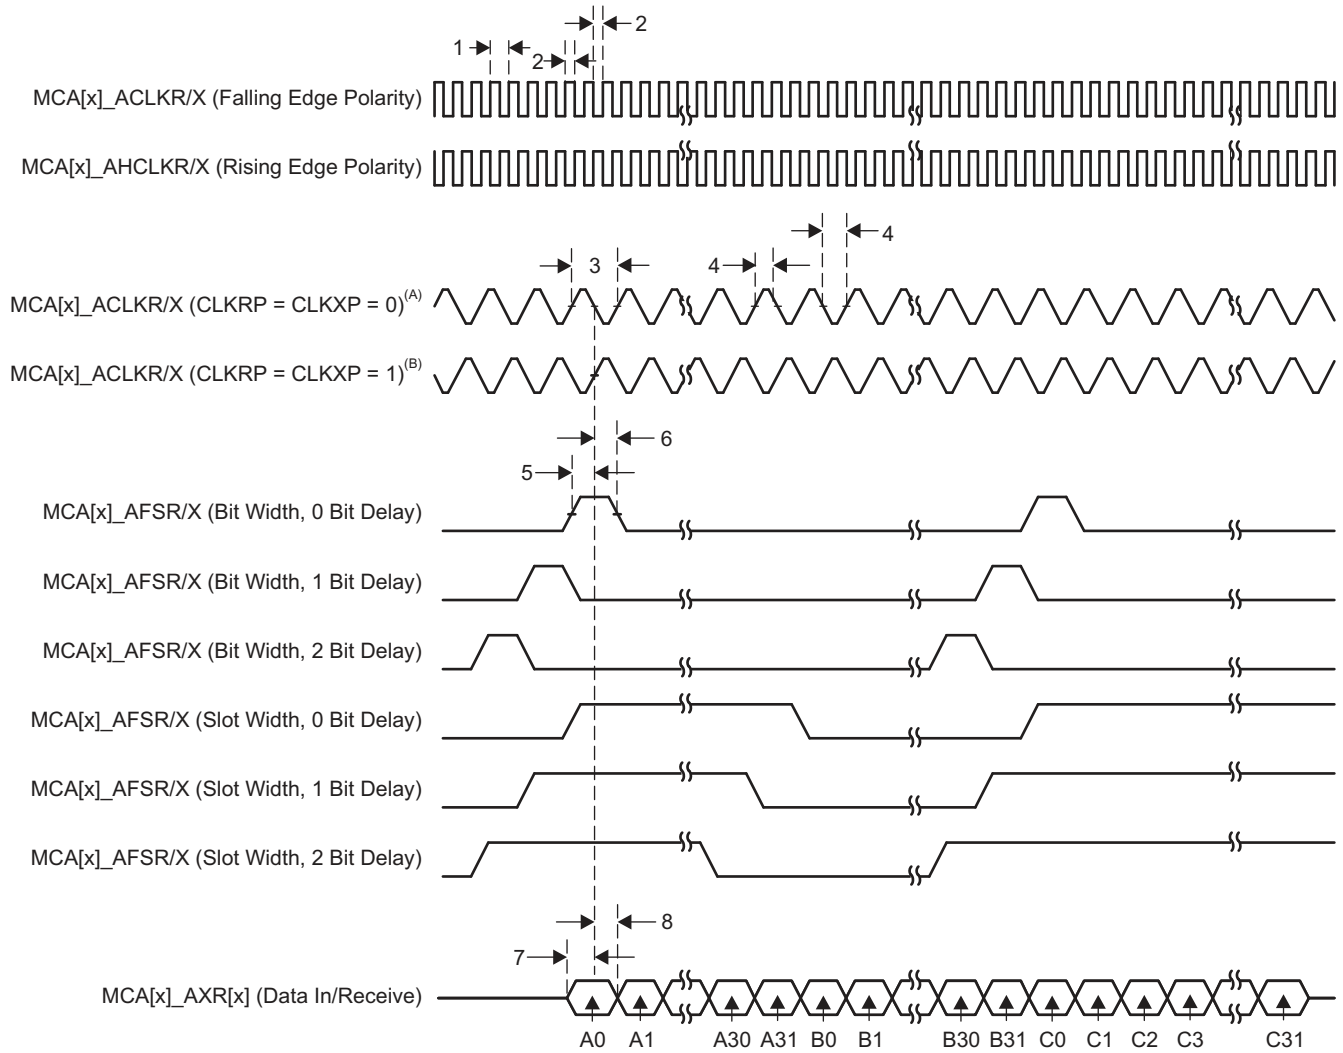 2
1
2
MCA[x]_ACLKR/X (Falling Edge Polarity)
MCA[x]_AHCLKR/X (Rising Edge Polarity)
4
3
4
MCA[x]_ACLKR/X (CLKRP = CLKXP = 0)(A)
MCA[x]_ACLKR/X (CLKRP = CLKXP = 1)(B)
6
5
MCA[x]_AFSR/X (Bit Width, 0 Bit Delay)
MCA[x]_AFSR/X (Bit Width, 1 Bit Delay)
MCA[x]_AFSR/X (Bit Width, 2 Bit Delay)
MCA[x]_AFSR/X (Slot Width, 0 Bit Delay)
MCA[x]_AFSR/X (Slot Width, 1 Bit Delay)
MCA[x]_AFSR/X (Slot Width, 2 Bit Delay)
8
7
MCA[x]_AXR[x] (Data In/Receive)
A0 A1 A30 A31 B0 B1 B30 B31 C0 C1 C2 C3 C31